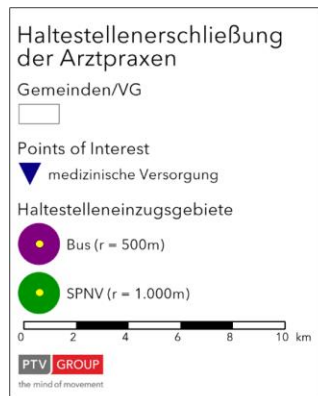 Haltestellenerschließung
der Arztpraxen
Gemeinden/VG
Points of Interest
medizinische Versorgung
Haltestelleneinzugsgebiete
Bus (r = 500m)
SPNV (r = 1.000m)
0 2 4 6 8 10 km
PTV GROUP
the mind of movement